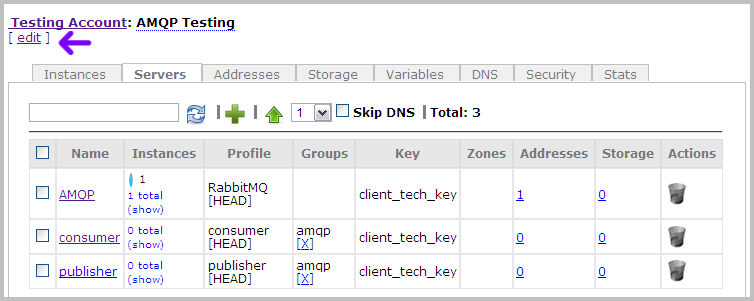 Testing Account: AMQP Testing
[ edit ]
Instances Servers Addresses Storage Variables DNS Security Stats
1 Skip DNS Total: 3
Name Instances Profile Groups Key Zones Addresses Storage Actions
AMQP 1 1 total (show) RabbitMQ [HEAD] client_tech_key 1 0
consumer 0 total (show) consumer [HEAD] amqp [X] client_tech_key 0 0
publisher 0 total (show) publisher [HEAD] amqp [X] client_tech_key 0 0